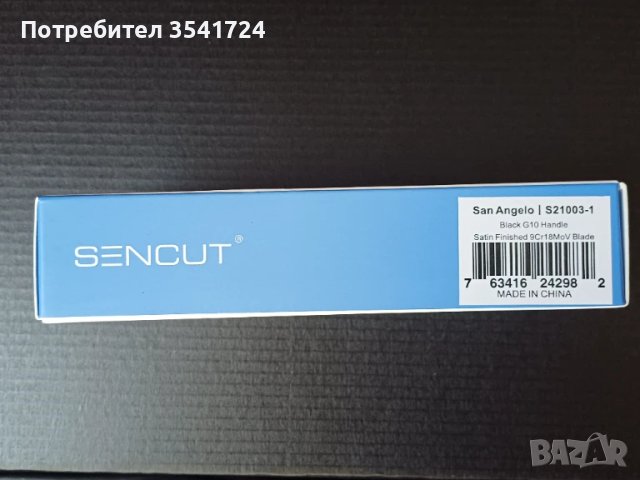 Потребител 3541724
SENCUT®
San Angelo | S21003-1
Black G10 Handle
Satin Finished 9Cr18MoV Blade
7 63416 24298 2
MADE IN CHINA
BAZAR